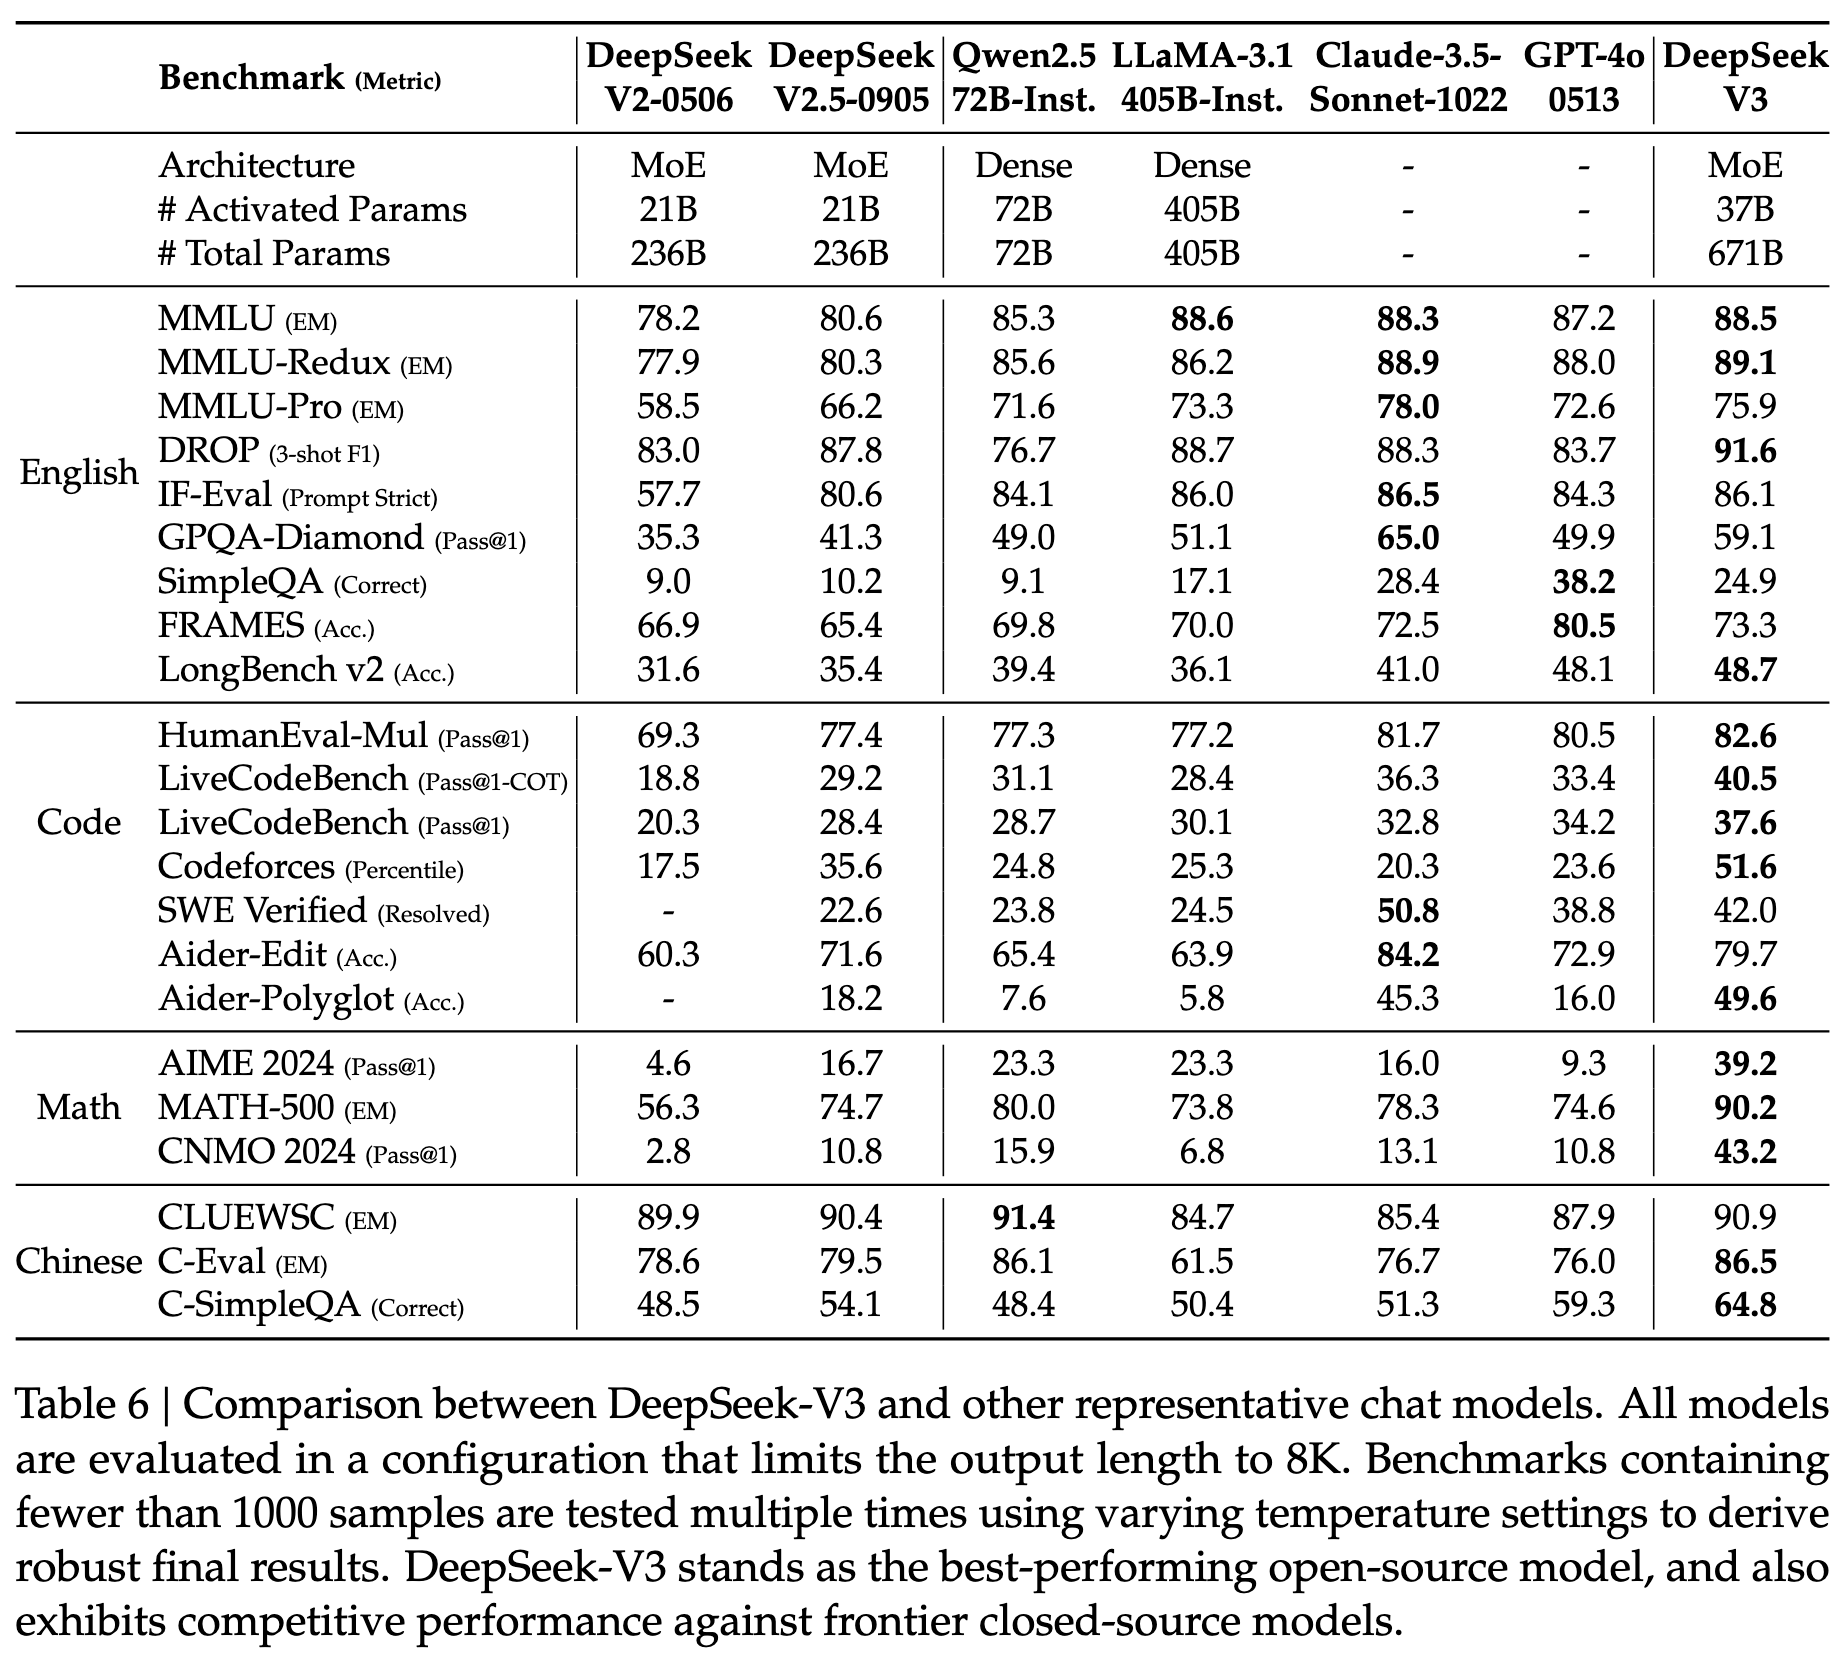 Benchmark (Metric) DeepSeek V2-0506 DeepSeek V2.5-0905 Qwen2.5 72B-Inst. LLaMA-3.1 405B-Inst. Claude-3.5-Sonnet-1022 GPT-4o 0513 DeepSeek V3
Architecture MoE MoE Dense Dense - - MoE
# Activated Params 21B 21B 72B 405B - - 37B
# Total Params 236B 236B 72B 405B - - 671B
English
MMLU (EM) 78.2 80.6 85.3 88.6 88.3 87.2 88.5
MMLU-Redux (EM) 77.9 80.3 85.6 86.2 88.9 88.0 89.1
MMLU-Pro (EM) 58.5 66.2 71.6 73.3 78.0 72.6 75.9
DROP (3-shot F1) 83.0 87.8 76.7 88.7 88.3 83.7 91.6
IF-Eval (Prompt Strict) 57.7 80.6 84.1 86.0 86.5 84.3 86.1
GPQA-Diamond (Pass@1) 35.3 41.3 49.0 51.1 65.0 49.9 59.1
SimpleQA (Correct) 9.0 10.2 9.1 17.1 28.4 38.2 24.9
FRAMES (Acc.) 66.9 65.4 69.8 70.0 72.5 80.5 73.3
LongBench v2 (Acc.) 31.6 35.4 39.4 36.1 41.0 48.1 48.7
Code
HumanEval-Mul (Pass@1) 69.3 77.4 77.3 77.2 81.7 80.5 82.6
LiveCodeBench (Pass@1-COT) 18.8 29.2 31.1 28.4 36.3 33.4 40.5
LiveCodeBench (Pass@1) 20.3 28.4 28.7 30.1 32.8 34.2 37.6
Codeforces (Percentile) 17.5 35.6 24.8 25.3 20.3 23.6 51.6
SWE Verified (Resolved) - 22.6 23.8 24.5 50.8 38.8 42.0
Aider-Edit (Acc.) 60.3 71.6 65.4 63.9 84.2 72.9 79.7
Aider-Polyglot (Acc.) - 18.2 7.6 5.8 45.3 16.0 49.6
Math
AIME 2024 (Pass@1) 4.6 16.7 23.3 23.3 16.0 9.3 39.2
MATH-500 (EM) 56.3 74.7 80.0 73.8 78.3 74.6 90.2
CNMO 2024 (Pass@1) 2.8 10.8 15.9 6.8 13.1 10.8 43.2
Chinese
CLUEWSC (EM) 89.9 90.4 91.4 84.7 85.4 87.9 90.9
C-Eval (EM) 78.6 79.5 86.1 61.5 76.7 76.0 86.5
C-SimpleQA (Correct) 48.5 54.1 48.4 50.4 51.3 59.3 64.8
Table 6 | Comparison between DeepSeek-V3 and other representative chat models. All models
are evaluated in a configuration that limits the output length to 8K. Benchmarks containing
fewer than 1000 samples are tested multiple times using varying temperature settings to derive
robust final results. DeepSeek-V3 stands as the best-performing open-source model, and also
exhibits competitive performance against frontier closed-source models.